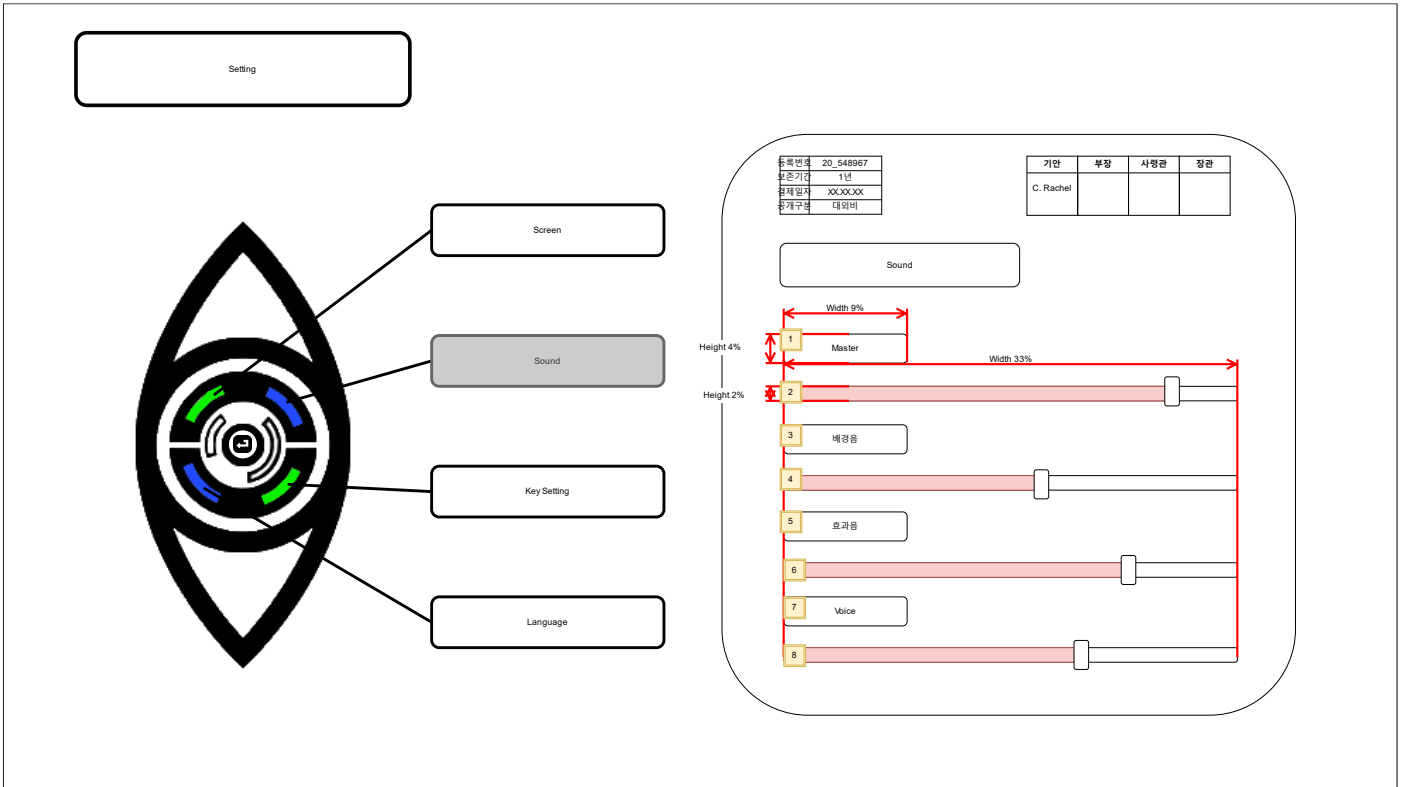 Setting
Screen
Sound
Key Setting
Language
등록번호 20_548967
보존기간 1년
결제일자 XX.XX.XX
공개구분 대외비
기안 부장 사령관 장관
C. Rachel
Sound
Width 9%
1
Master
Height 4%
Width 33%
2
Height 2%
3
배경음
4
5
효과음
6
7
Voice
8